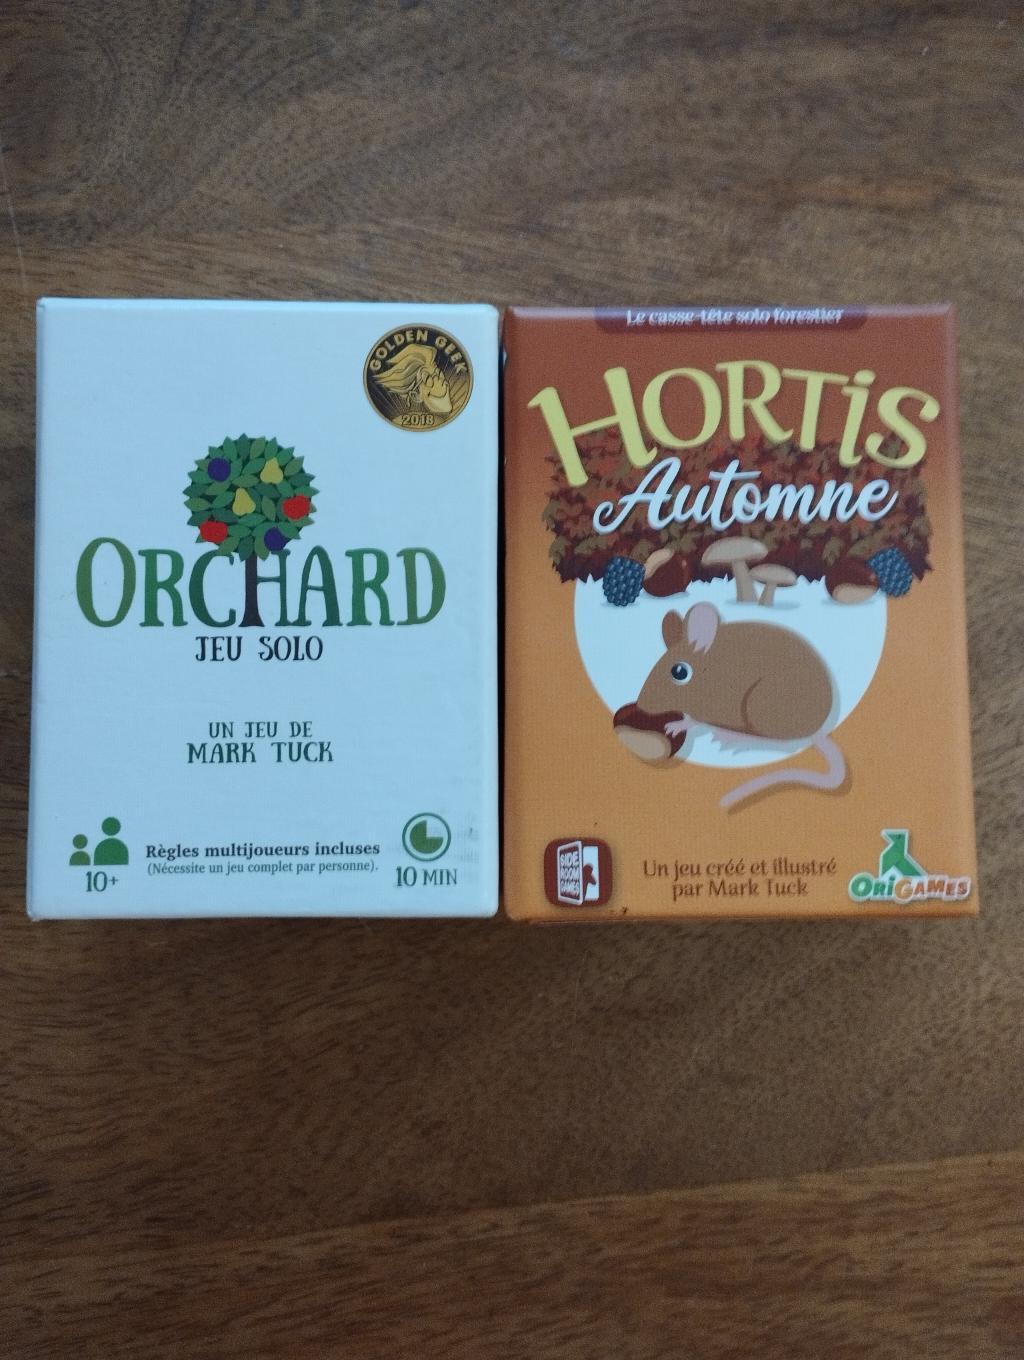 GOLDEN GEEK
2018
ORCHARD
JEU SOLO
UN JEU DE
MARK TUCK
10+
Règles multijoueurs incluses
(Nécessite un jeu complet par personne).
10 MIN
Le casse-tête solo forestier
HORTiS
Automne
SIDE
ROOM
GAMES
Un jeu créé et illustré
par Mark Tuck
ORiGAMES